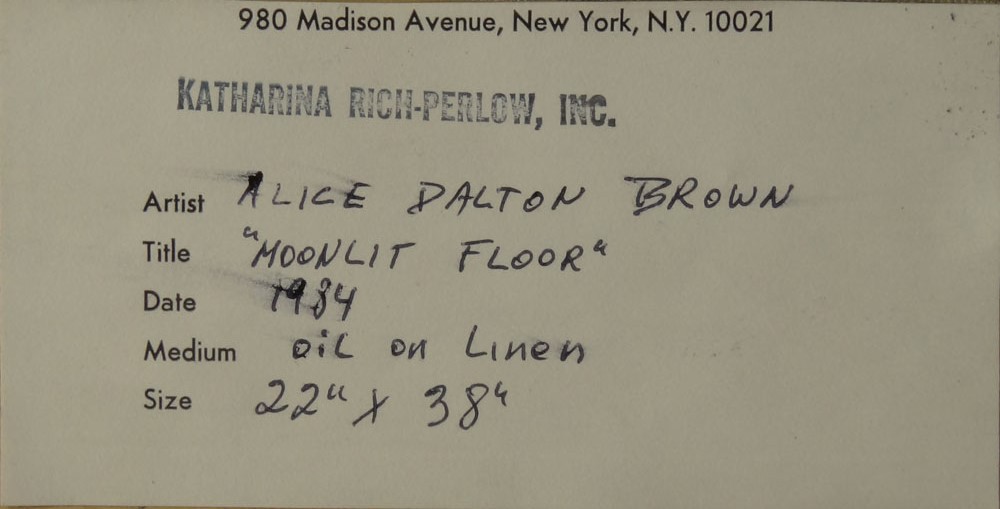 980 Madison Avenue, New York, N.Y. 10021
KATHARINA RICH-PERLOW, INC.
Artist ALICE DALTON BROWN
Title "MOONLIT FLOOR"
Date 1984
Medium oiL on Linen
Size 22" X 38"